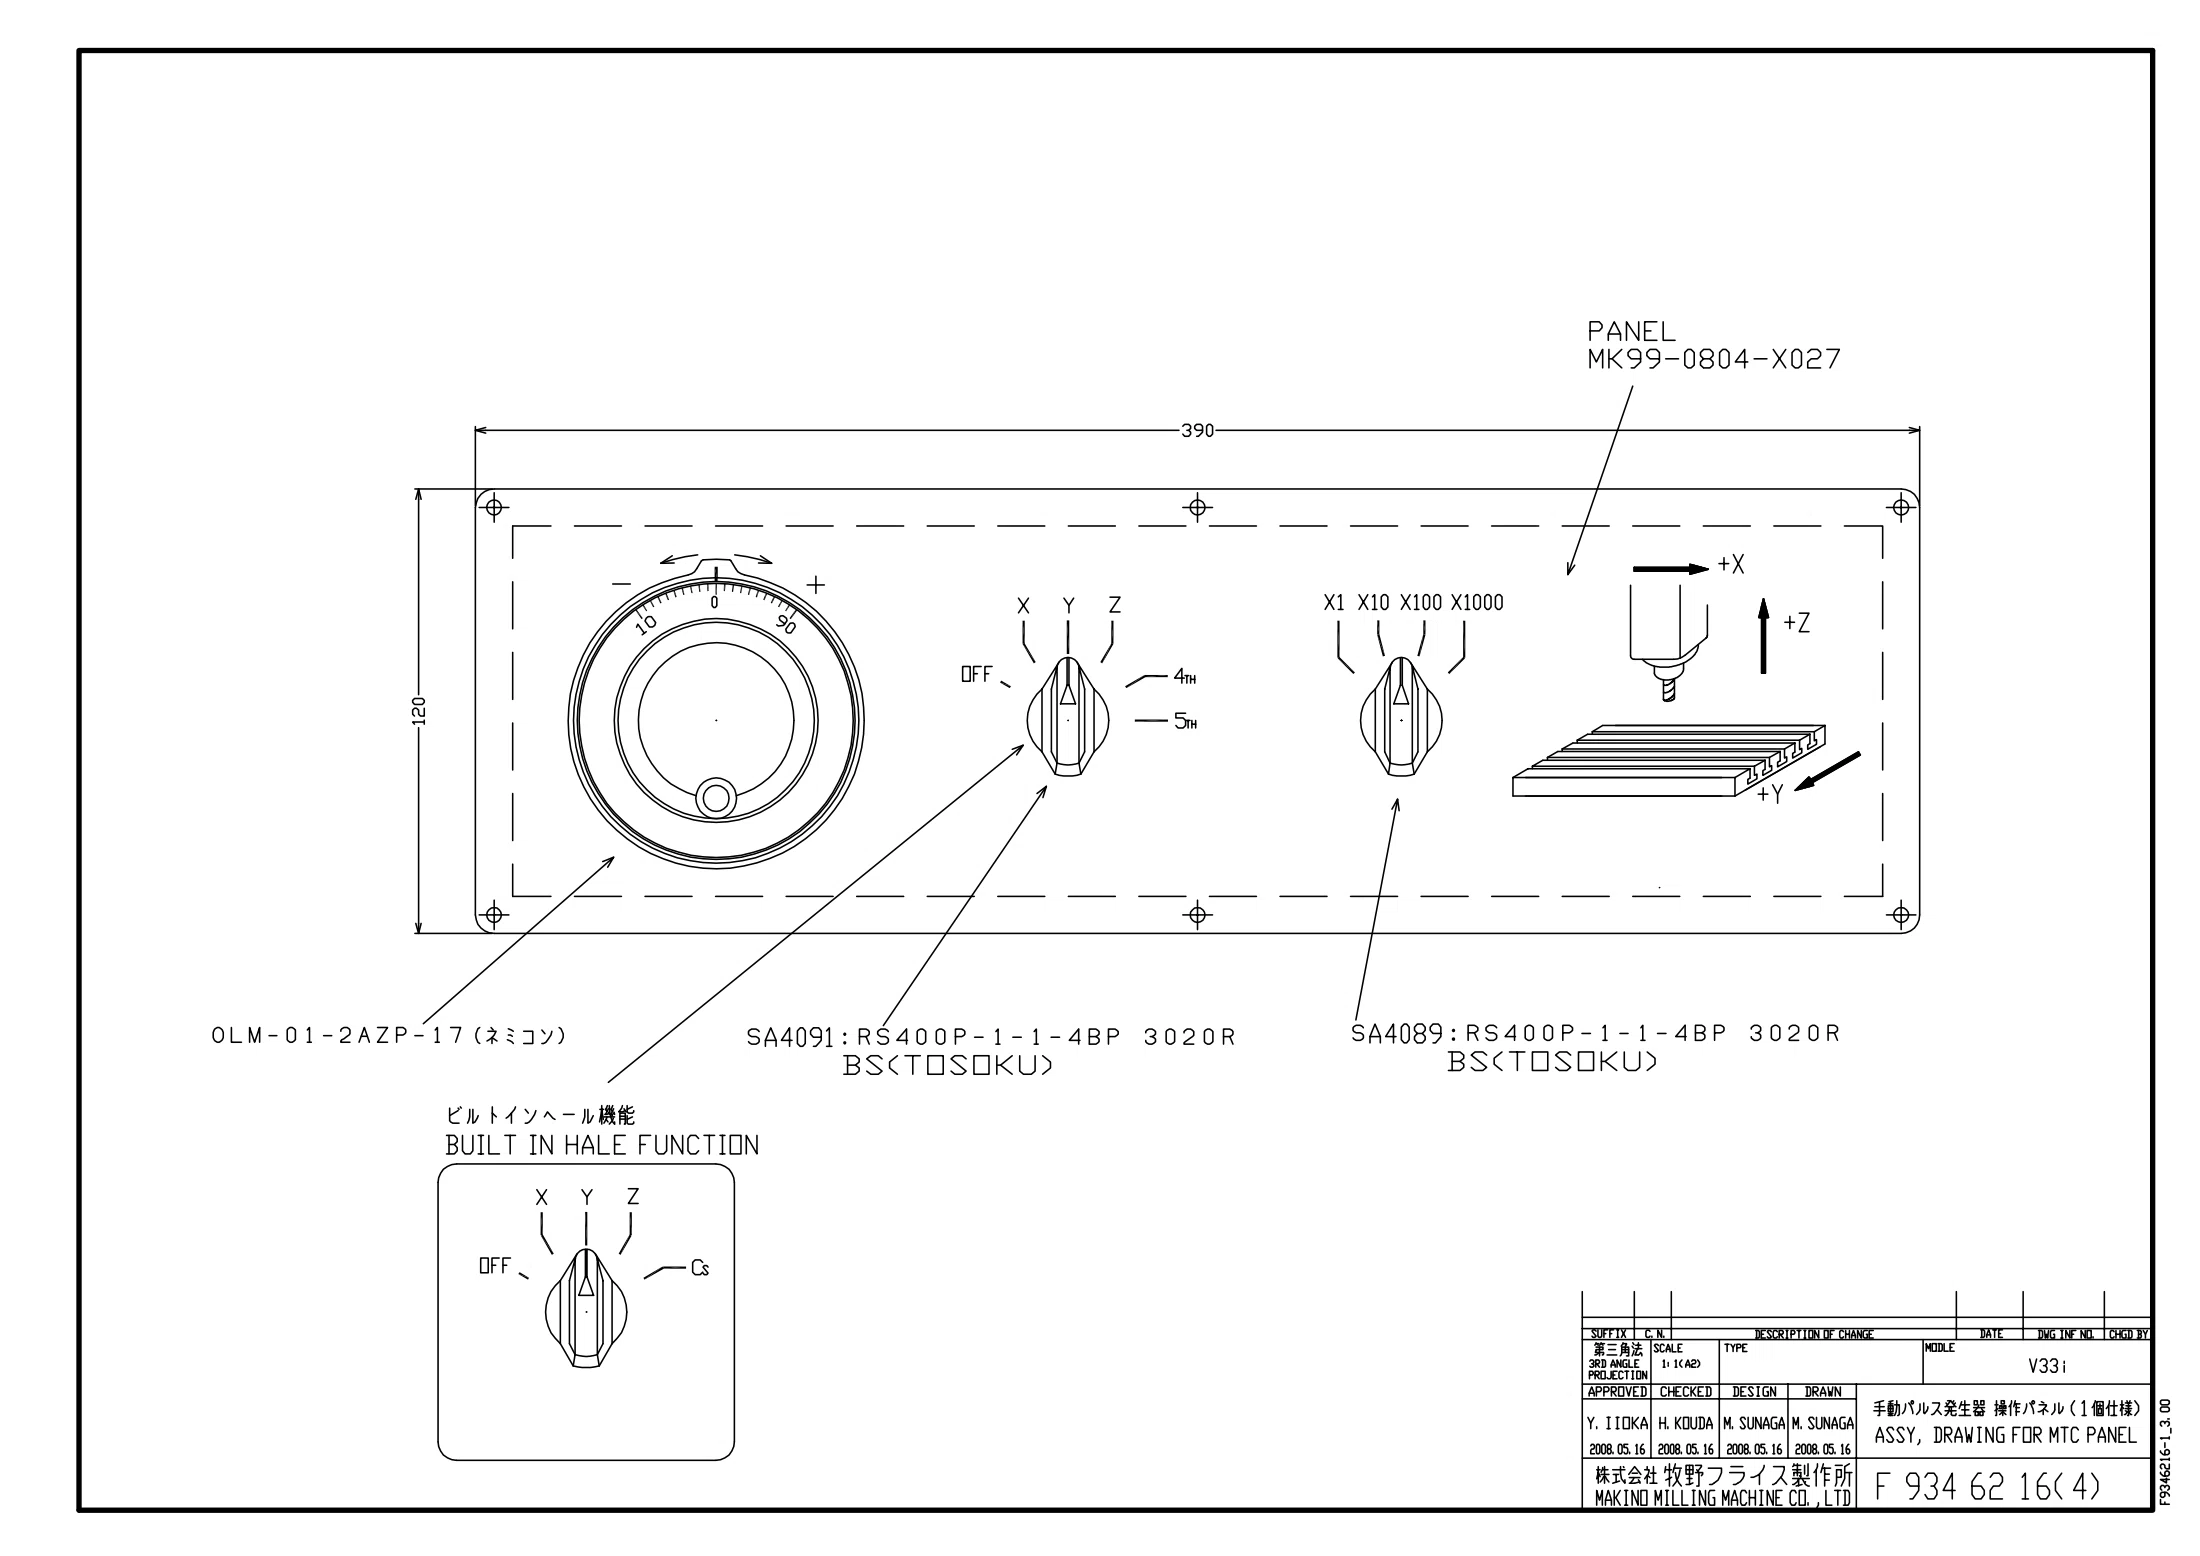 PANEL
MK99-0804-X027
390
120
− +
10 0 90
X Y Z
OFF
4TH
5TH
X1 X10 X100 X1000
+X
+Z
+Y
OLM-01-2AZP-17(ネミコン)
SA4091:RS400P-1-1-4BP 3020R
BS(TOSOKU)
SA4089:RS400P-1-1-4BP 3020R
BS(TOSOKU)
ビルトインヘール機能
BUILT IN HALE FUNCTION
X Y Z
OFF
Cs
SUFFIX C.N. DESCRIPTION OF CHANGE DATE DWG INF NO. CHGD BY
第三角法
3RD ANGLE
PROJECTION
SCALE
1:1(A2)
TYPE
MODLE
V33i
APPROVED CHECKED DESIGN DRAWN
Y. IIOKA H. KOUDA M. SUNAGA M. SUNAGA
2008.05.16 2008.05.16 2008.05.16 2008.05.16
手動パルス発生器 操作パネル(1個仕様)
ASSY, DRAWING FOR MTC PANEL
株式会社 牧野フライス製作所
MAKINO MILLING MACHINE CO.,LTD
F 934 62 16(4)
F9346216-1_3.00